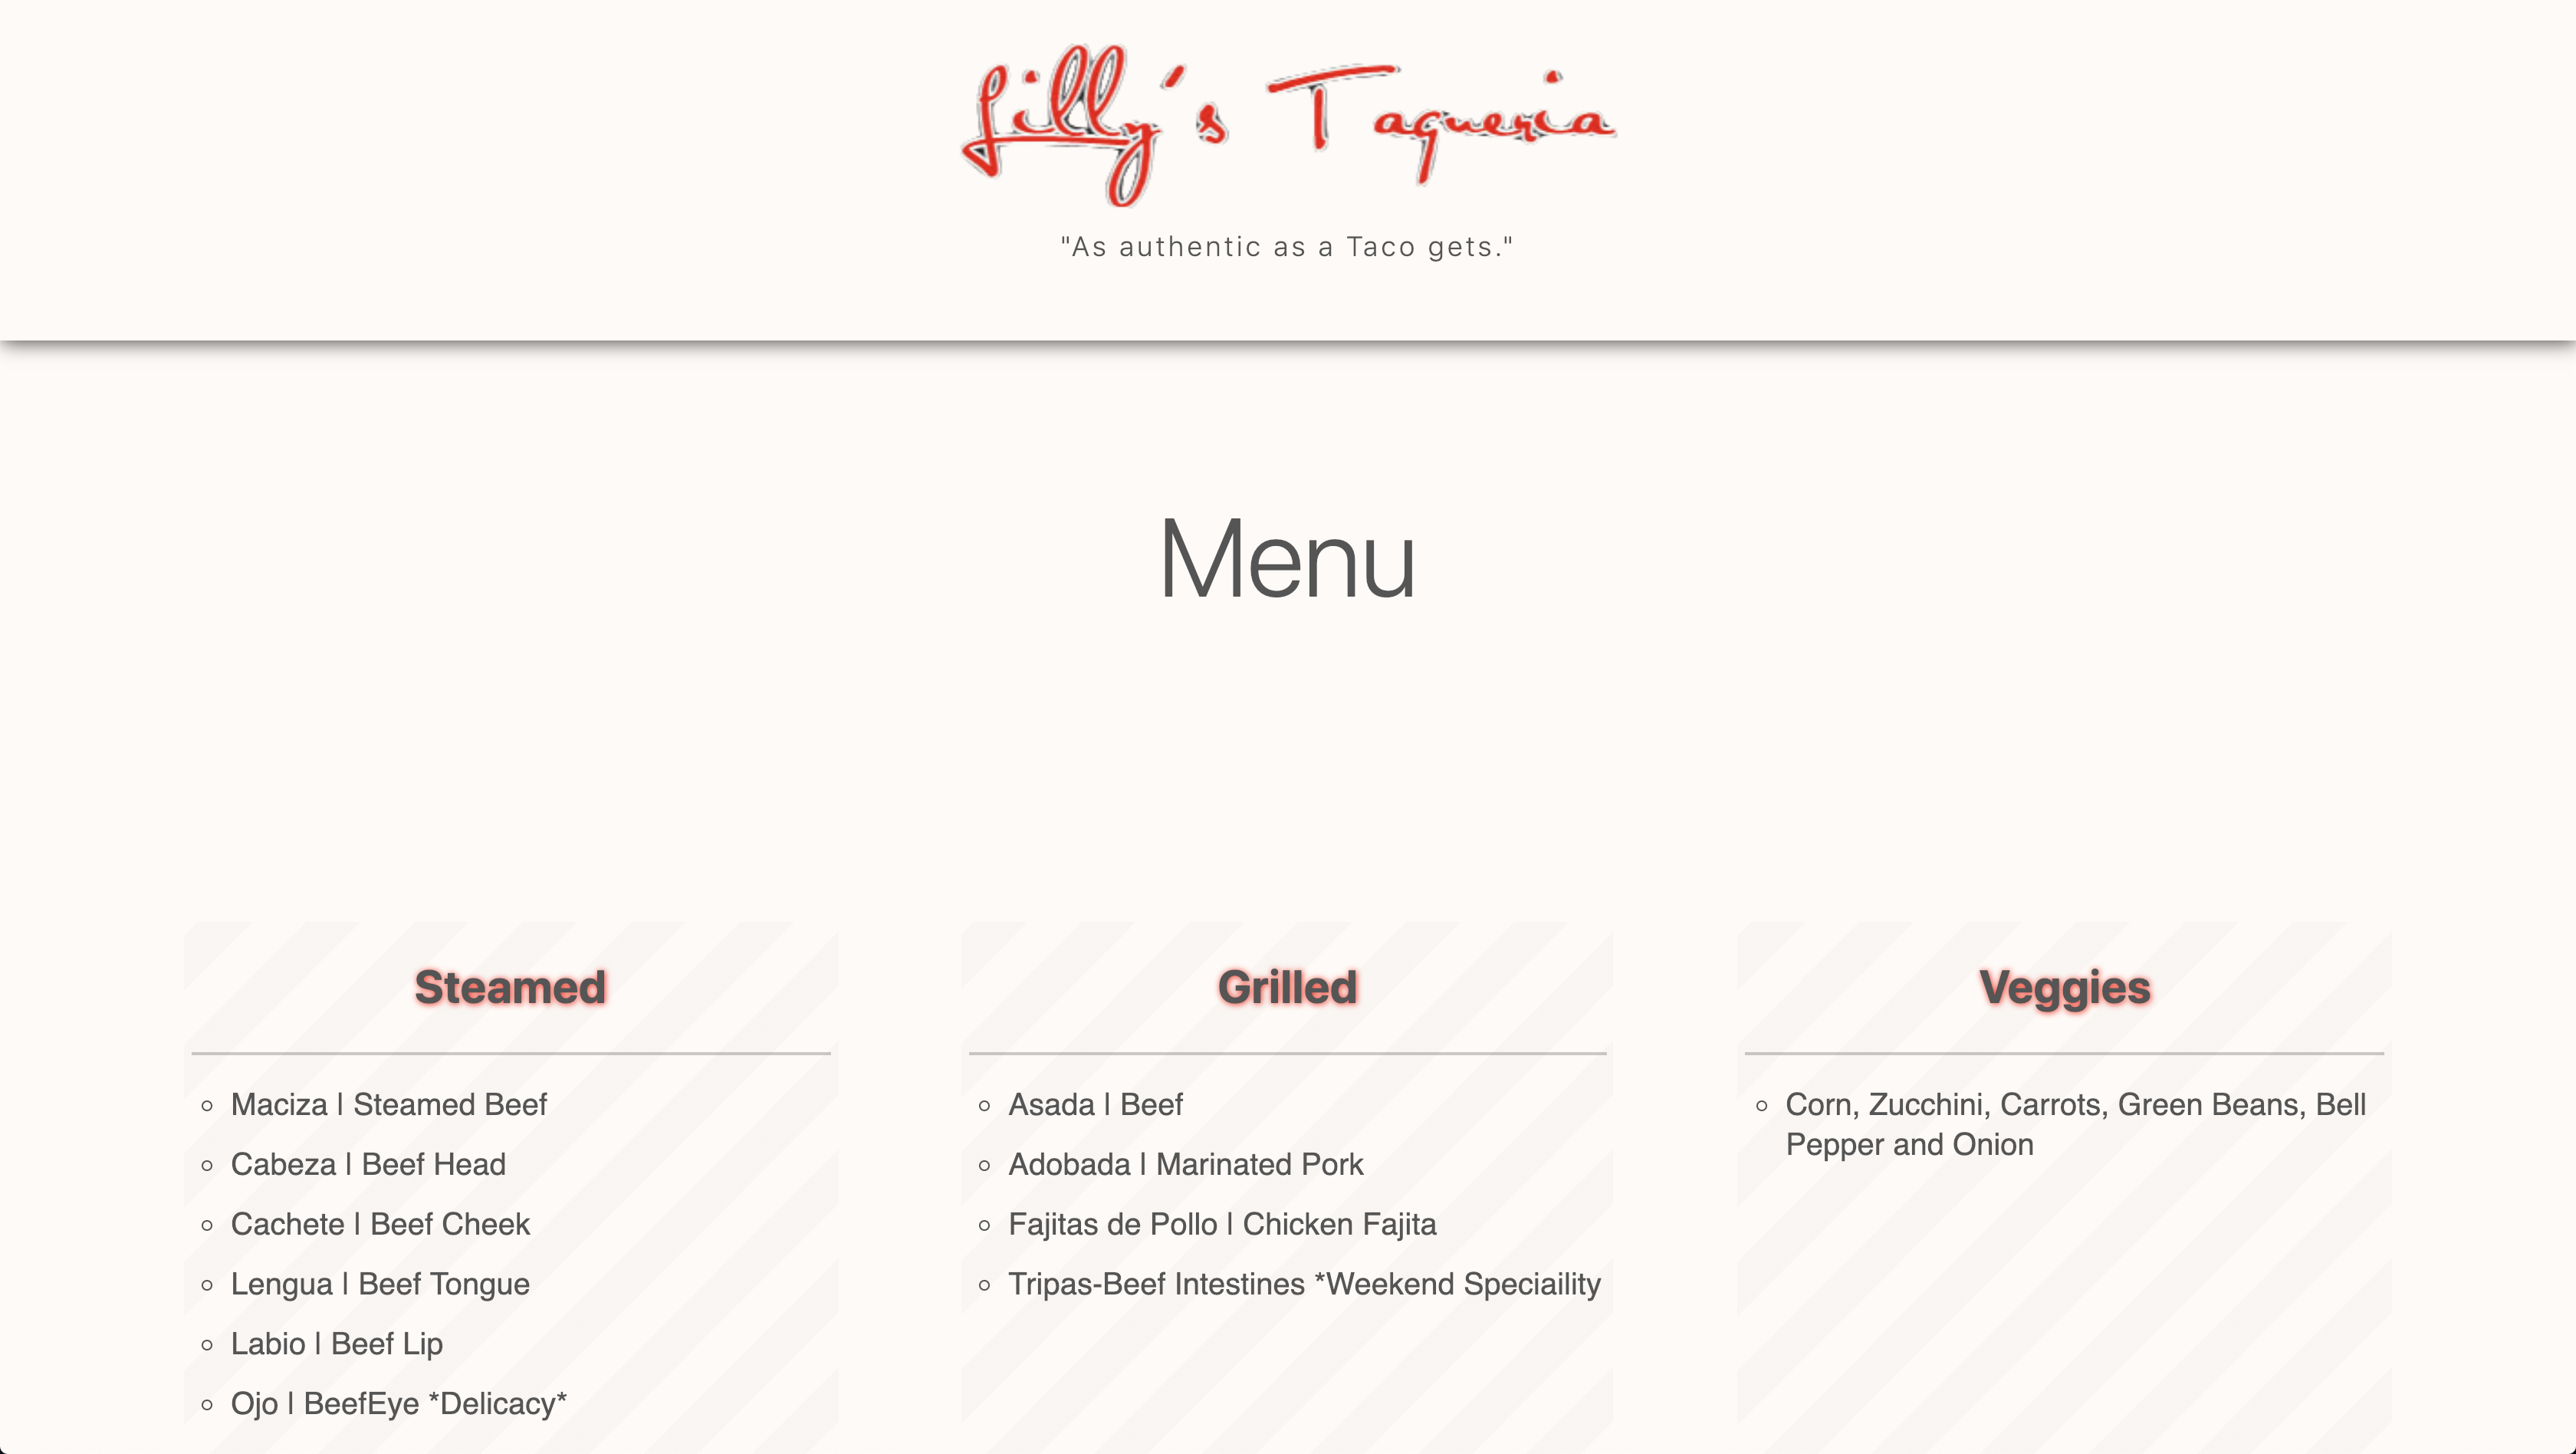 Lilly's Taqueria
"As authentic as a Taco gets."
Menu
Steamed
Maciza | Steamed Beef
Cabeza | Beef Head
Cachete | Beef Cheek
Lengua | Beef Tongue
Labio | Beef Lip
Ojo | BeefEye *Delicacy*
Grilled
Asada | Beef
Adobada | Marinated Pork
Fajitas de Pollo | Chicken Fajita
Tripas-Beef Intestines *Weekend Speciaility
Veggies
Corn, Zucchini, Carrots, Green Beans, Bell
Pepper and Onion